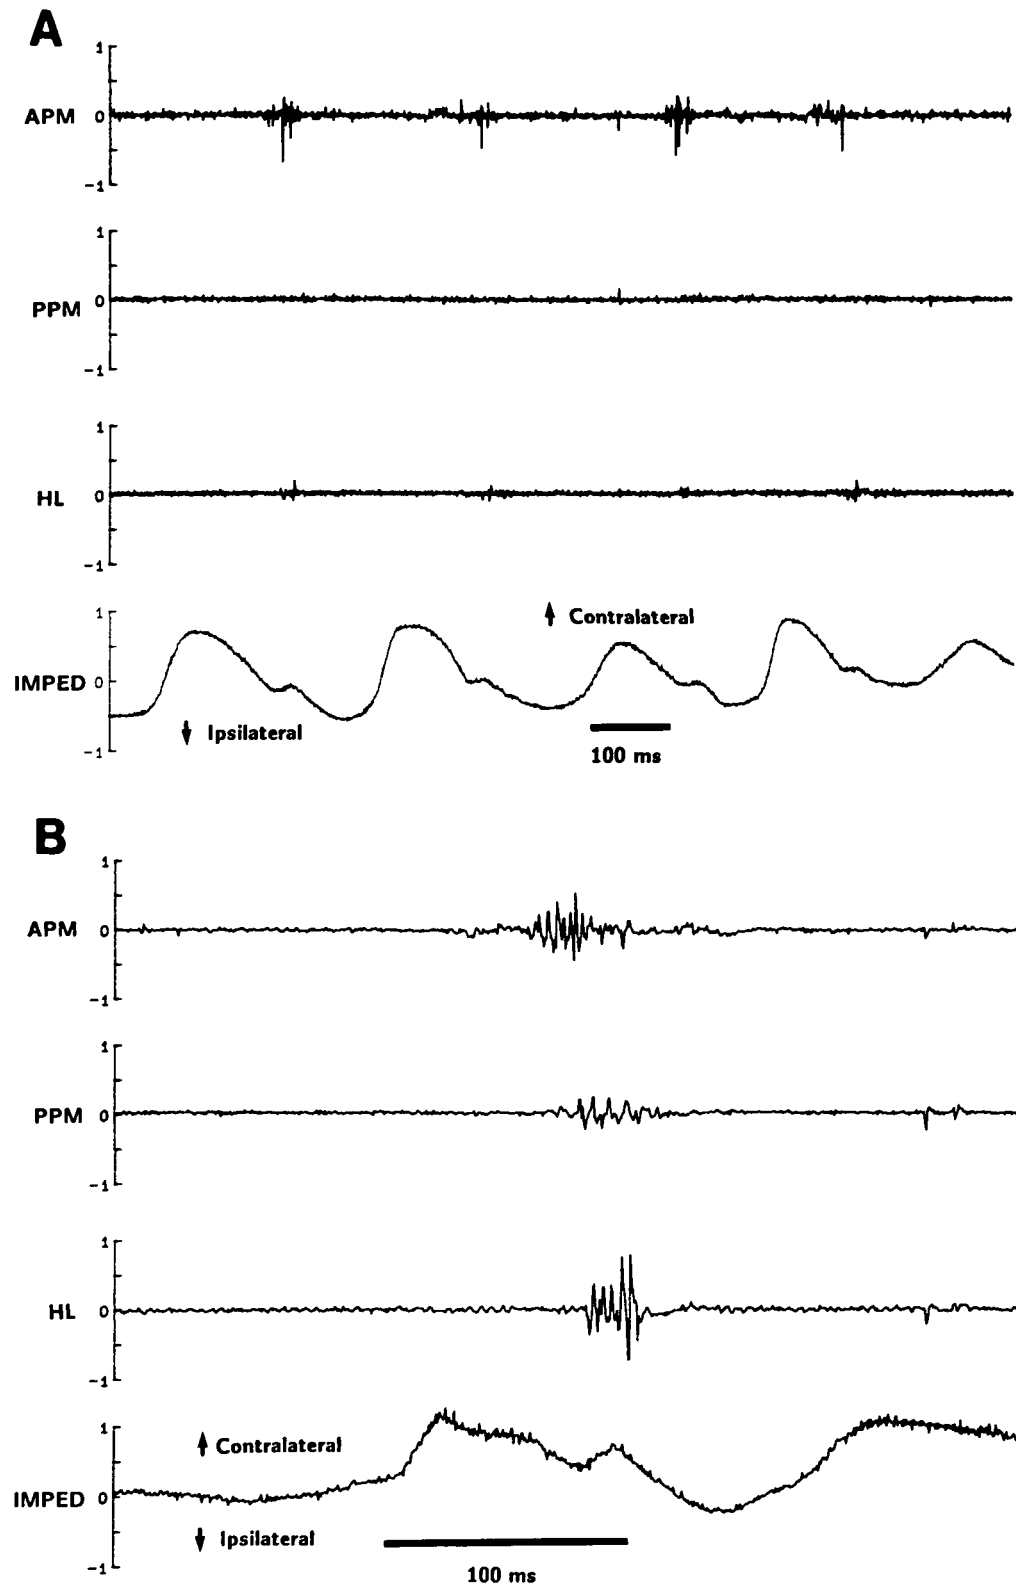 A
1
APM 0
-1
1
PPM 0
-1
1
HL 0
-1
1
Contralateral
IMPED 0
Ipsilateral
-1
100 ms
B
1
APM 0
-1
1
PPM 0
-1
1
HL 0
-1
1
Contralateral
IMPED 0
Ipsilateral
-1
100 ms